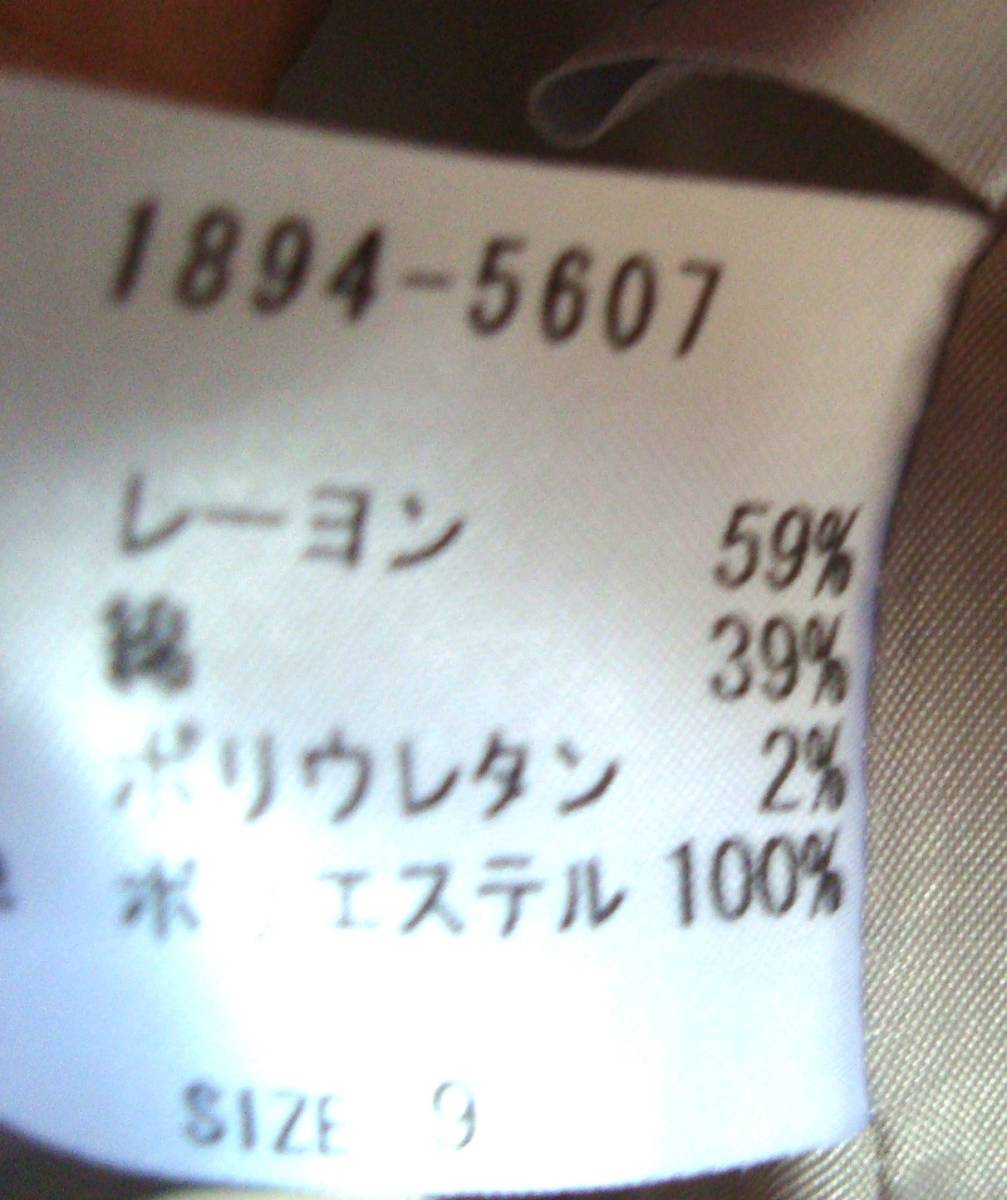 1894-5607
レーヨン 59%
綿 39%
ポリウレタン 2%
ポリエステル 100%
SIZE 9